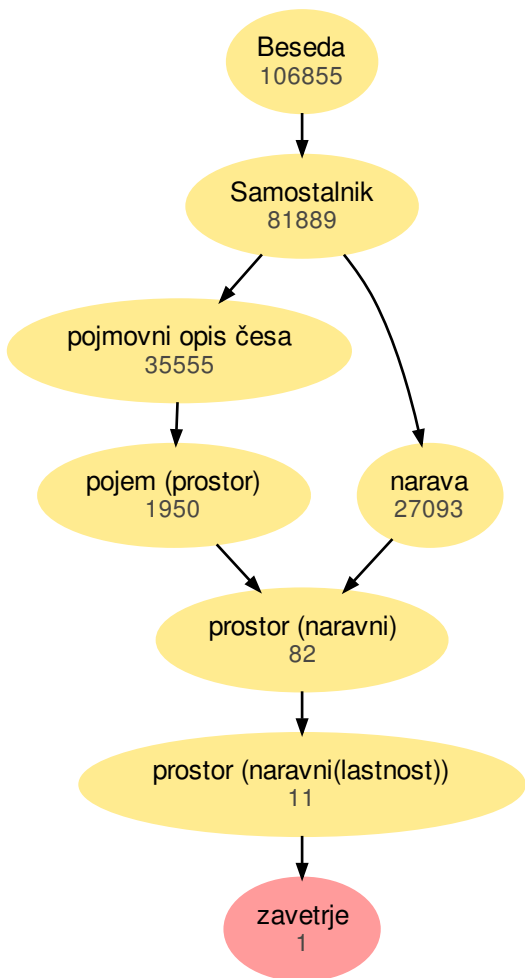 Beseda
106855
Samostalnik
81889
pojmovni opis česa
35555
pojem (prostor)
1950
narava
27093
prostor (naravni)
82
prostor (naravni(lastnost))
11
zavetrje
1